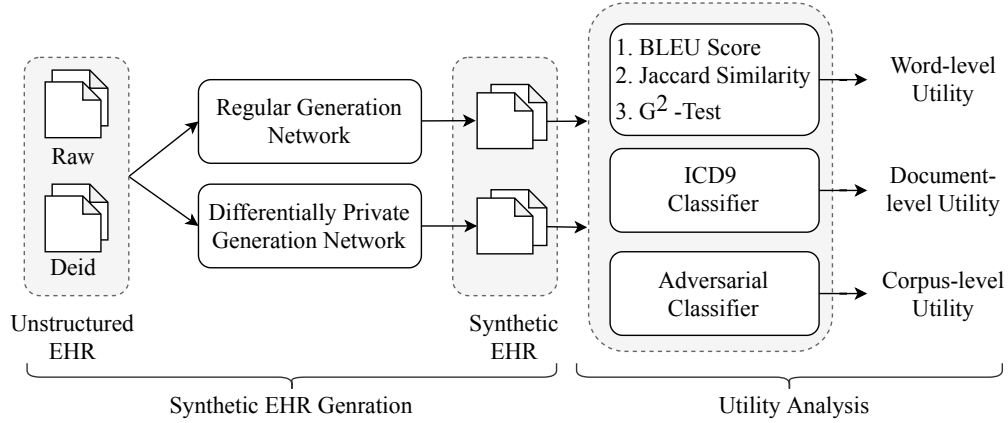 Raw
Deid
Unstructured
EHR
Regular Generation
Network
Differentially Private
Generation Network
Synthetic
EHR
1. BLEU Score
2. Jaccard Similarity
3. G² -Test
ICD9
Classifier
Adversarial
Classifier
Word-level
Utility
Document-
level Utility
Corpus-level
Utility
Synthetic EHR Genration
Utility Analysis